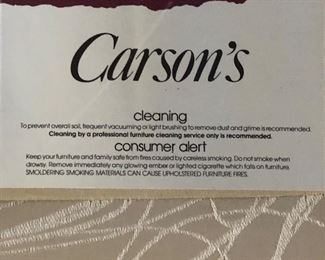 Carson's
cleaning
To prevent overall soil, frequent vacuuming or light brushing to remove dust and grime is recommended.
Cleaning by a professional furniture cleaning service only is recommended.
consumer alert
Keep your furniture and family safe from fires caused by careless smoking. Do not smoke when
drowsy. Remove immediately any glowing ember or lighted cigarette which falls on furniture.
SMOLDERING SMOKING MATERIALS CAN CAUSE UPHOLSTERED FURNITURE FIRES.